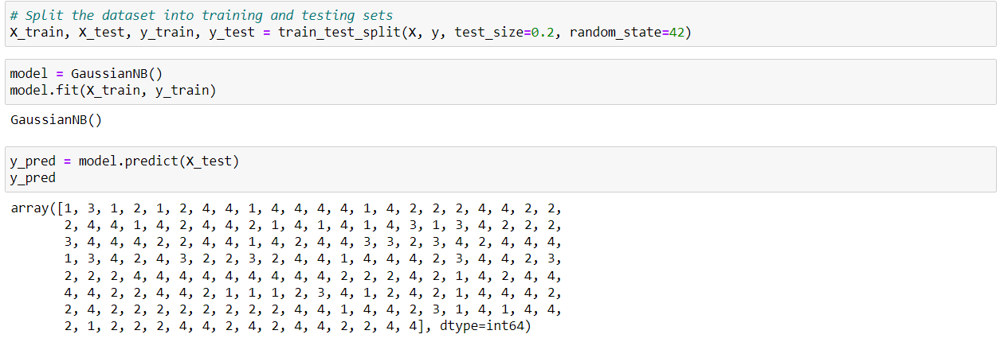 # Split the dataset into training and testing sets
X_train, X_test, y_train, y_test = train_test_split(X, y, test_size=0.2, random_state=42)
model = GaussianNB()
model.fit(X_train, y_train)
GaussianNB()
y_pred = model.predict(X_test)
y_pred
array([1, 3, 1, 2, 1, 2, 4, 4, 1, 4, 4, 4, 4, 1, 4, 2, 2, 2, 4, 4, 2, 2,
2, 4, 4, 1, 4, 2, 4, 4, 2, 1, 4, 1, 4, 1, 4, 3, 1, 3, 4, 2, 2, 2,
3, 4, 4, 4, 2, 2, 4, 4, 1, 4, 2, 4, 4, 3, 3, 2, 3, 4, 2, 4, 4, 4,
1, 3, 4, 2, 4, 3, 2, 2, 3, 2, 4, 4, 1, 4, 4, 4, 2, 3, 4, 4, 2, 3,
2, 2, 2, 4, 4, 4, 4, 4, 4, 4, 4, 4, 2, 2, 2, 4, 2, 1, 4, 2, 4, 4,
4, 4, 2, 2, 4, 4, 2, 1, 1, 1, 2, 3, 4, 1, 2, 4, 2, 1, 4, 4, 4, 2,
2, 4, 2, 2, 2, 2, 2, 2, 2, 2, 4, 4, 1, 4, 4, 2, 3, 1, 4, 1, 4, 4,
2, 1, 2, 2, 2, 4, 4, 2, 4, 2, 4, 4, 2, 2, 4, 4], dtype=int64)